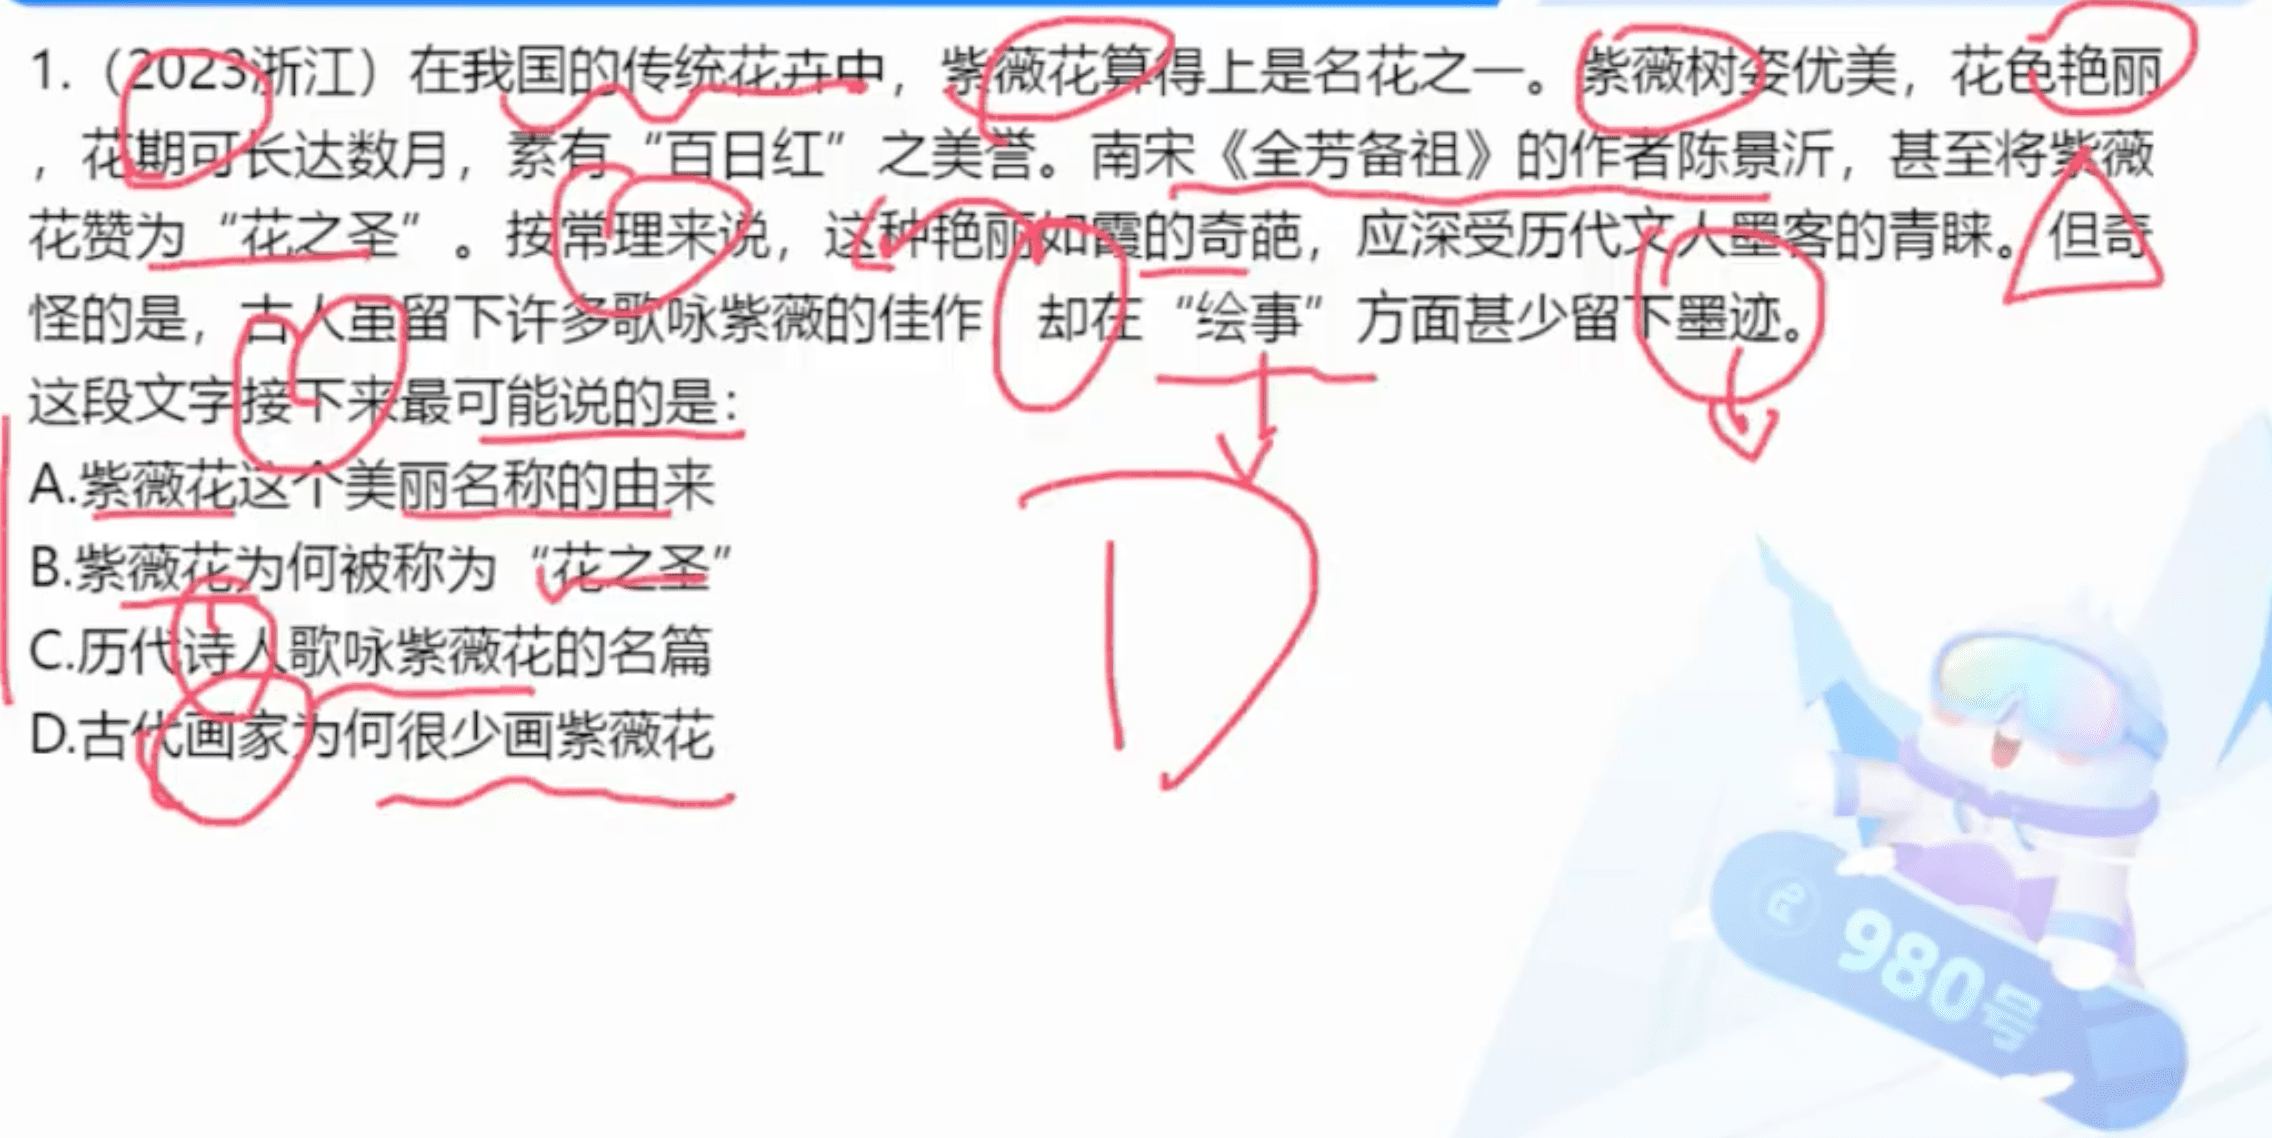 1.（2023浙江）在我国的传统花卉中，紫薇花算得上是名花之一。紫薇树姿优美，花色艳丽
，花期可长达数月，素有“百日红”之美誉。南宋《全芳备祖》的作者陈景沂，甚至将紫薇
花赞为“花之圣”。按常理来说，这种艳丽如霞的奇葩，应深受历代文人墨客的青睐。但奇
怪的是，古人虽留下许多歌咏紫薇的佳作 却在“绘事”方面甚少留下墨迹。
这段文字接下来最可能说的是：
A.紫薇花这个美丽名称的由来
B.紫薇花为何被称为“花之圣”
C.历代诗人歌咏紫薇花的名篇
D.古代画家为何很少画紫薇花
D
980号